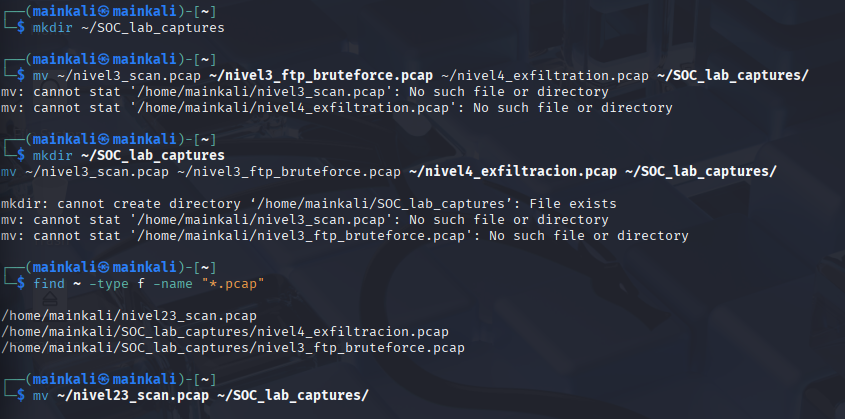 ┌──(mainkali㉿mainkali)-[~]
└─$ mkdir ~/SOC_lab_captures
┌──(mainkali㉿mainkali)-[~]
└─$ mv ~/nivel3_scan.pcap ~/nivel3_ftp_bruteforce.pcap ~/nivel4_exfiltration.pcap ~/SOC_lab_captures/
mv: cannot stat '/home/mainkali/nivel3_scan.pcap': No such file or directory
mv: cannot stat '/home/mainkali/nivel4_exfiltration.pcap': No such file or directory
┌──(mainkali㉿mainkali)-[~]
└─$ mkdir ~/SOC_lab_captures
mv ~/nivel3_scan.pcap ~/nivel3_ftp_bruteforce.pcap ~/nivel4_exfiltracion.pcap ~/SOC_lab_captures/
mkdir: cannot create directory ‘/home/mainkali/SOC_lab_captures’: File exists
mv: cannot stat '/home/mainkali/nivel3_scan.pcap': No such file or directory
mv: cannot stat '/home/mainkali/nivel3_ftp_bruteforce.pcap': No such file or directory
┌──(mainkali㉿mainkali)-[~]
└─$ find ~ -type f -name "*.pcap"
/home/mainkali/nivel23_scan.pcap
/home/mainkali/SOC_lab_captures/nivel4_exfiltracion.pcap
/home/mainkali/SOC_lab_captures/nivel3_ftp_bruteforce.pcap
┌──(mainkali㉿mainkali)-[~]
└─$ mv ~/nivel23_scan.pcap ~/SOC_lab_captures/